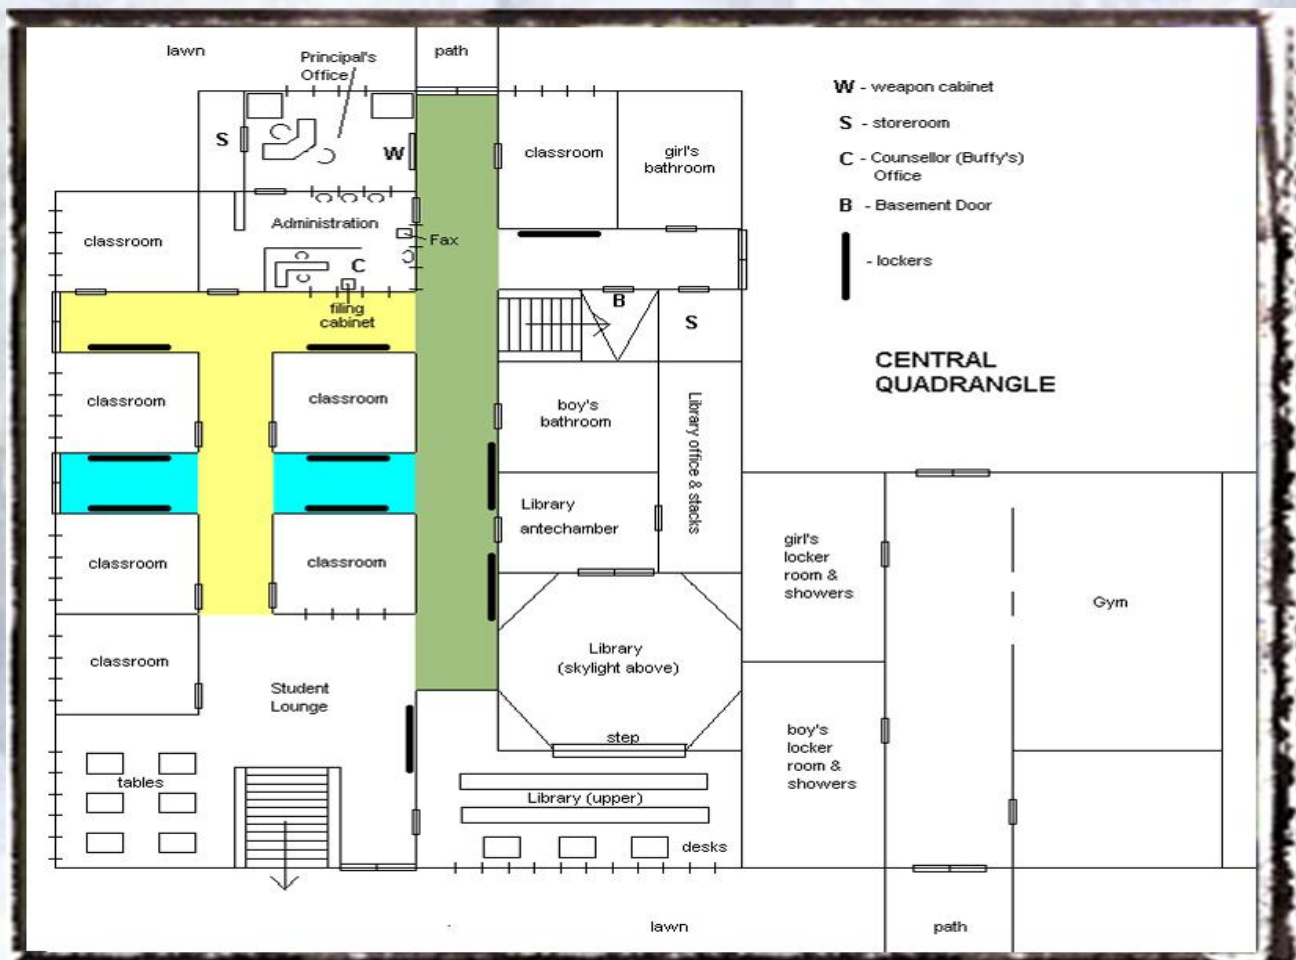 lawn
path
Principal's
Office
W - weapon cabinet
S - storeroom
C - Counsellor (Buffy's)
Office
B - Basement Door
- lockers
S
W
classroom
girl's
bathroom
classroom
Administration
Fax
C
filing
cabinet
B
S
CENTRAL
QUADRANGLE
classroom
classroom
boy's
bathroom
Library office & stacks
Library
antechamber
classroom
classroom
girl's
locker
room &
showers
Gym
classroom
Library
(skylight above)
Student
Lounge
step
boy's
locker
room &
showers
tables
Library (upper)
desks
lawn
path